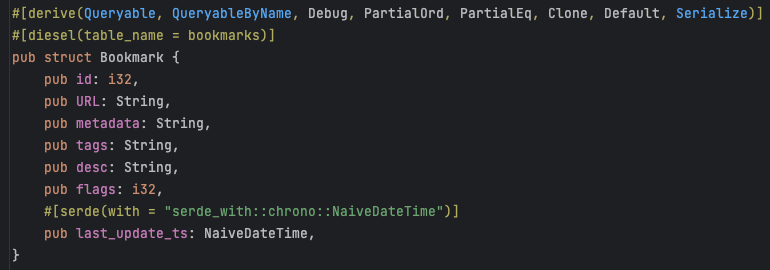 #[derive(Queryable, QueryableByName, Debug, PartialOrd, PartialEq, Clone, Default, Serialize)]
#[diesel(table_name = bookmarks)]
pub struct Bookmark {
    pub id: i32,
    pub URL: String,
    pub metadata: String,
    pub tags: String,
    pub desc: String,
    pub flags: i32,
    #[serde(with = "serde_with::chrono::NaiveDateTime")]
    pub last_update_ts: NaiveDateTime,
}